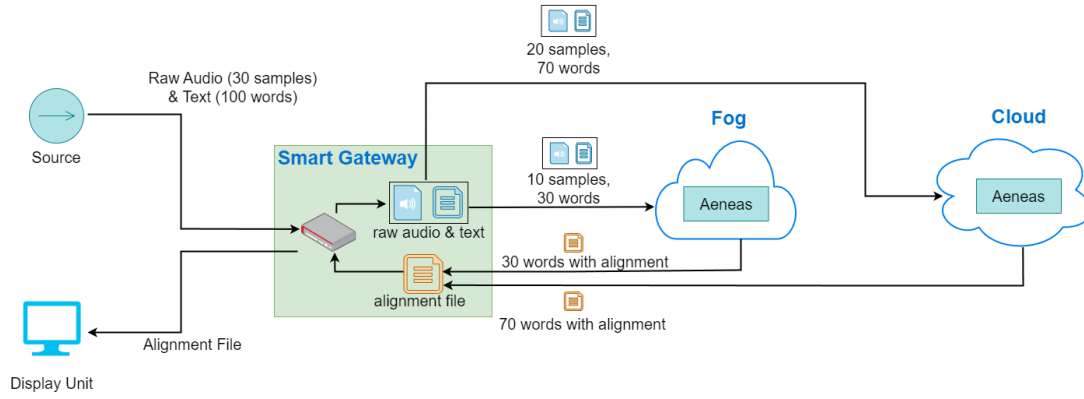 20 samples,
70 words
Raw Audio (30 samples)
& Text (100 words)
Source
Fog
Cloud
Smart Gateway
10 samples,
30 words
Aeneas
Aeneas
raw audio & text
30 words with alignment
alignment file
70 words with alignment
Alignment File
Display Unit